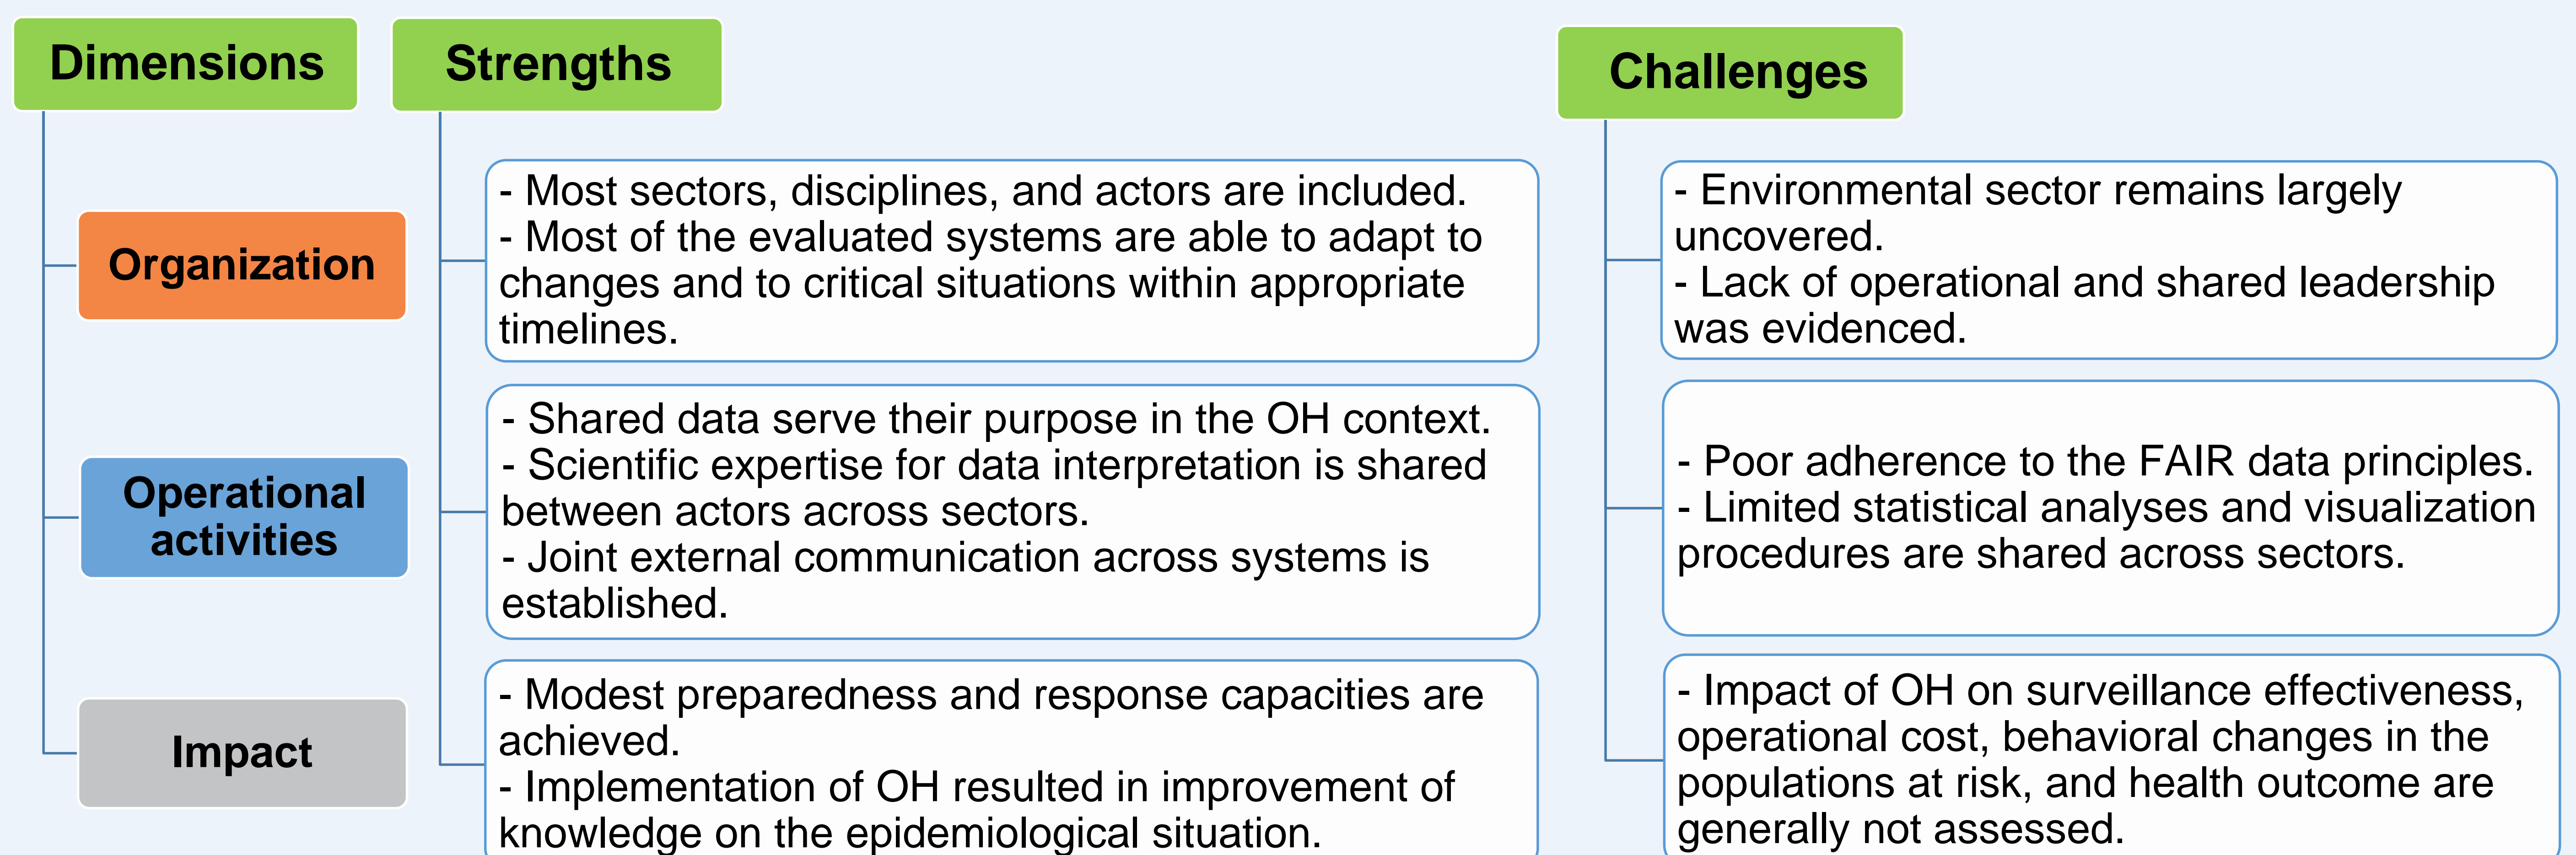 Dimensions
Strengths
Challenges
Organization
- Most sectors, disciplines, and actors are included.
- Most of the evaluated systems are able to adapt to
changes and to critical situations within appropriate
timelines.
- Environmental sector remains largely
uncovered.
- Lack of operational and shared leadership
was evidenced.
Operational
activities
- Shared data serve their purpose in the OH context.
- Scientific expertise for data interpretation is shared
between actors across sectors.
- Joint external communication across systems is
established.
- Poor adherence to the FAIR data principles.
- Limited statistical analyses and visualization
procedures are shared across sectors.
Impact
- Modest preparedness and response capacities are
achieved.
- Implementation of OH resulted in improvement of
knowledge on the epidemiological situation.
- Impact of OH on surveillance effectiveness,
operational cost, behavioral changes in the
populations at risk, and health outcome are
generally not assessed.